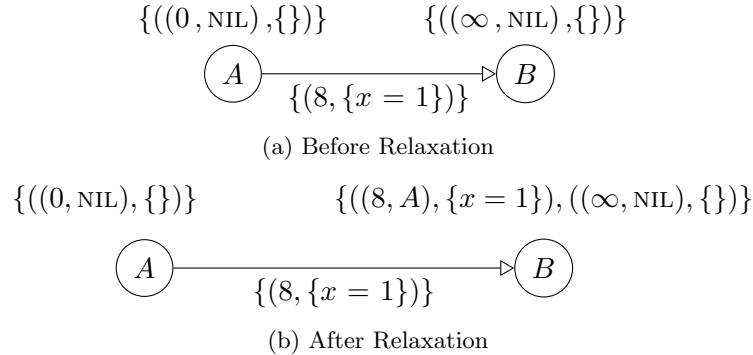 {((0, NIL), {})} {((∞, NIL), {})}
A B
{(8, {x = 1})}
(a) Before Relaxation
{((0, NIL), {})} {((8, A), {x = 1}), ((∞, NIL), {})}
A B
{(8, {x = 1})}
(b) After Relaxation